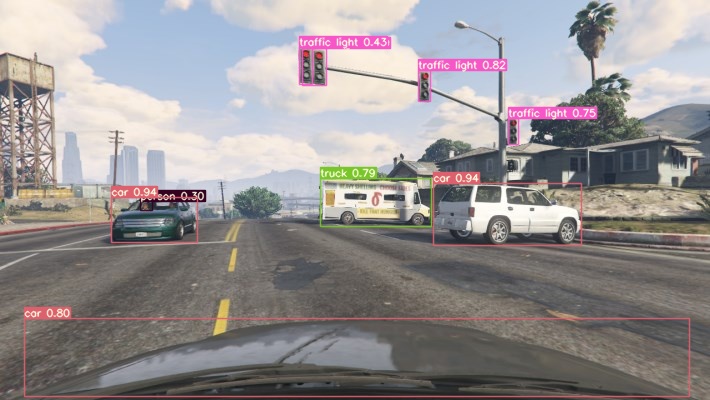 traffic light 0.43
traffic light 0.82
traffic light 0.75
truck 0.79
car 0.94
person 0.30
car 0.94
car 0.80